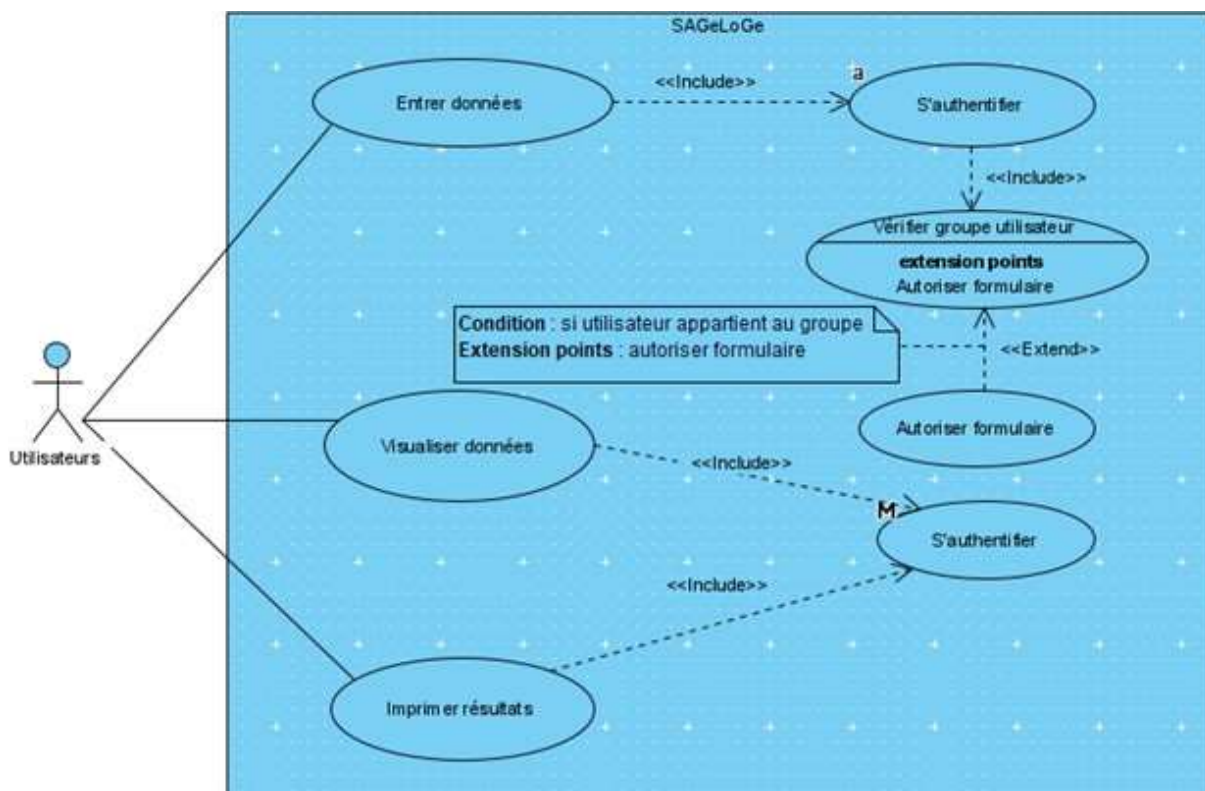 SAGeLoGe
Entrer données
<<Include>>
a
S'authentifier
<<Include>>
Vérifier groupe utilisateur
extension points
Autoriser formulaire
Condition : si utilisateur appartient au groupe
Extension points : autoriser formulaire
<<Extend>>
Autoriser formulaire
Utilisateurs
Visualiser données
<<Include>>
M
S'authentifier
<<Include>>
Imprimer résultats